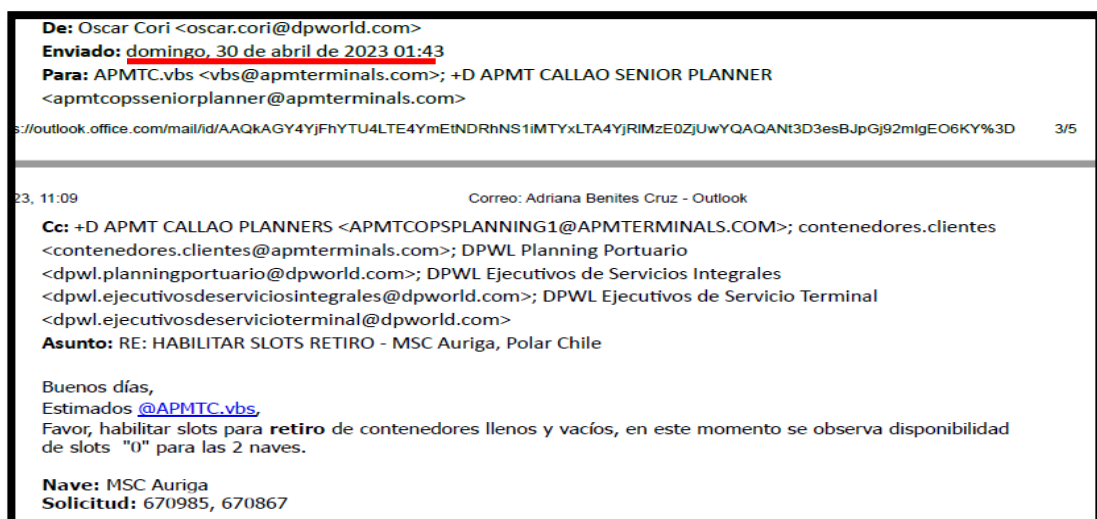 De: Oscar Cori <oscar.cori@dpworld.com>
Enviado: domingo, 30 de abril de 2023 01:43
Para: APMTC.vbs <vbs@apmterminals.com>; +D APMT CALLAO SENIOR PLANNER
<apmtcopsseniorplanner@apmterminals.com>
s://outlook.office.com/mail/id/AAQkAGY4YjFhYTU4LTE4YmEtNDRhNS1iMTYxLTA4YjRlMzE0ZjUwYQAQANt3D3esBJpGj92mlgEO6KY%3D 3/5
23, 11:09 Correo: Adriana Benites Cruz - Outlook
Cc: +D APMT CALLAO PLANNERS <APMTCOPSPLANNING1@APMTERMINALS.COM>; contenedores.clientes
<contenedores.clientes@apmterminals.com>; DPWL Planning Portuario
<dpwl.planningportuario@dpworld.com>; DPWL Ejecutivos de Servicios Integrales
<dpwl.ejecutivosdeserviciosintegrales@dpworld.com>; DPWL Ejecutivos de Servicio Terminal
<dpwl.ejecutivosdeservicioterminal@dpworld.com>
Asunto: RE: HABILITAR SLOTS RETIRO - MSC Auriga, Polar Chile
Buenos días,
Estimados @APMTC.vbs,
Favor, habilitar slots para retiro de contenedores llenos y vacíos, en este momento se observa disponibilidad
de slots "0" para las 2 naves.
Nave: MSC Auriga
Solicitud: 670985, 670867